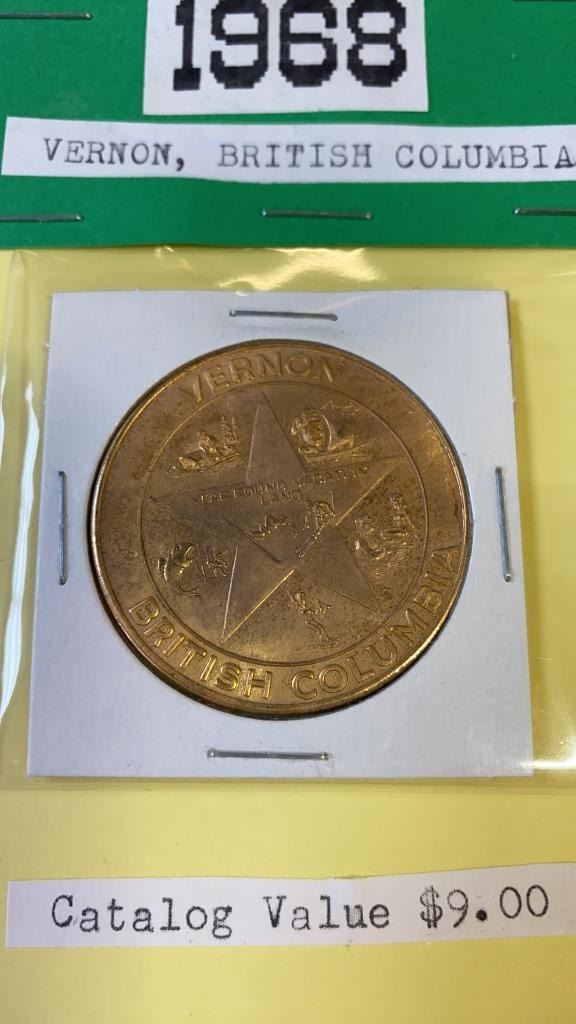 1968
VERNON, BRITISH COLUMBIA
VERNON
YEAR ROUND VACATION
LAND
BRITISH COLUMBIA
Catalog Value $9.00